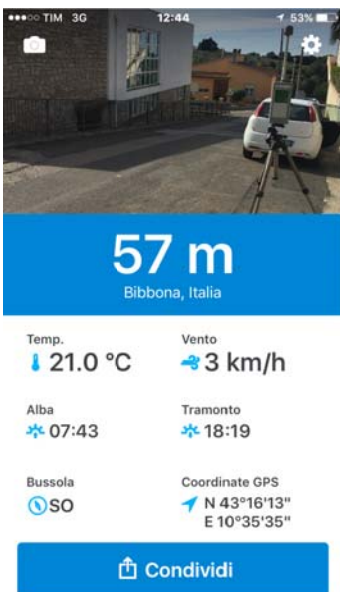 TIM 3G 12:44 53%
57 m
Bibbona, Italia
Temp. Vento
21.0 °C 3 km/h
Alba Tramonto
07:43 18:19
Bussola Coordinate GPS
SO N 43°16'13"
E 10°35'35"
Condividi